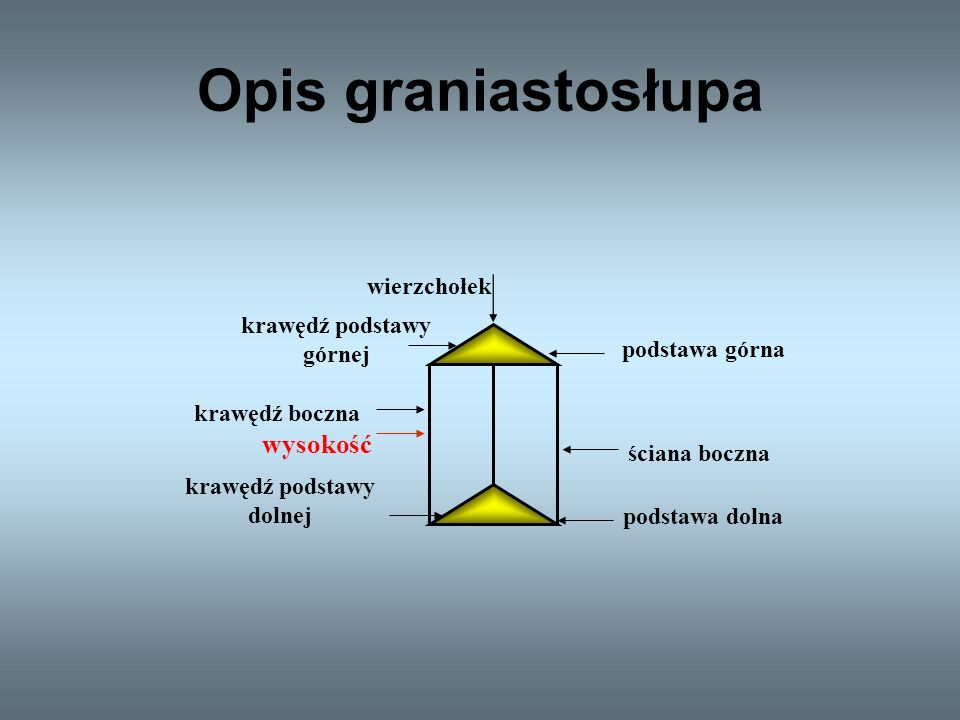 Opis graniastosłupa
wierzchołek
krawędź podstawy
górnej
podstawa górna
krawędź boczna
wysokość
ściana boczna
krawędź podstawy
dolnej
podstawa dolna